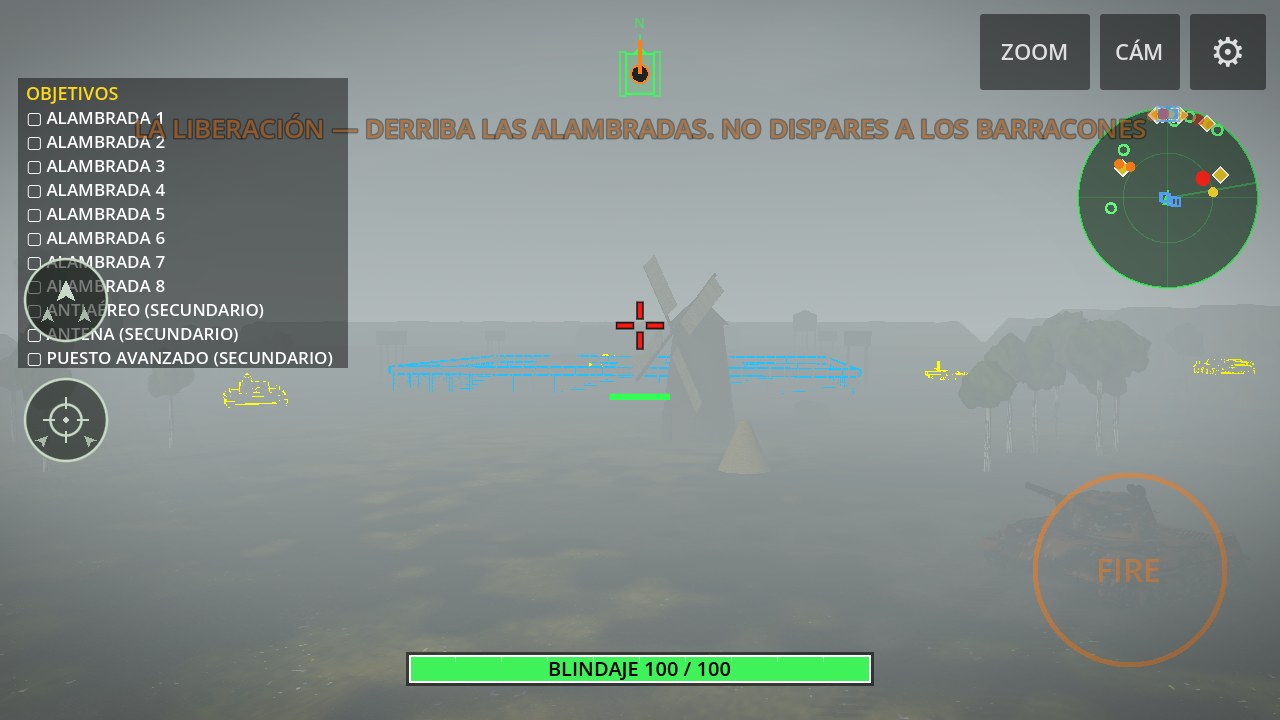 N
ZOOM
CÁM
OBJETIVOS
ALAMBRADA 1
LA LIBERACIÓN — DERRIBA LAS ALAMBRADAS. NO DISPARES A LOS BARRACONES
ALAMBRADA 2
ALAMBRADA 3
ALAMBRADA 4
ALAMBRADA 5
ALAMBRADA 6
ALAMBRADA 7
ALAMBRADA 8
ANTIAÉREO (SECUNDARIO)
ANTENA (SECUNDARIO)
PUESTO AVANZADO (SECUNDARIO)
FIRE
BLINDAJE 100 / 100